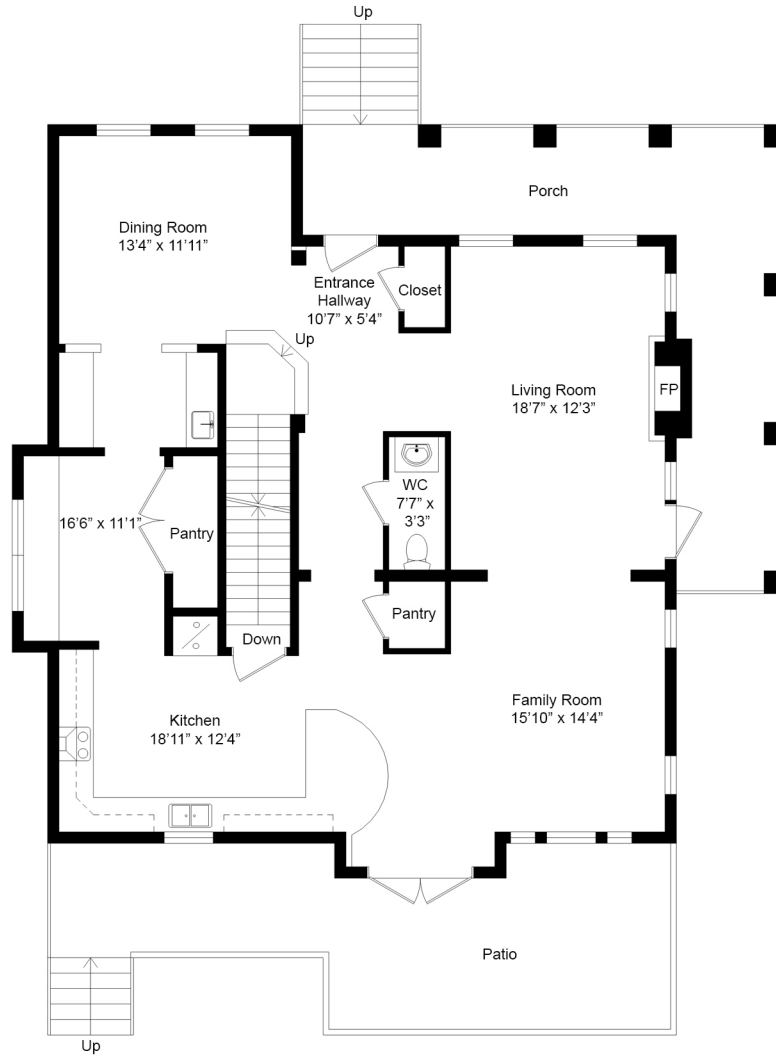 Up
Porch
Dining Room
13’4” x 11’11”
Entrance
Hallway
10’7” x 5’4”
Closet
Up
Living Room
18’7” x 12’3”
FP
WC
7’7” x
3’3”
16’6” x 11’1”
Pantry
Pantry
Down
Kitchen
18’11” x 12’4”
Family Room
15’10” x 14’4”
Patio
Up